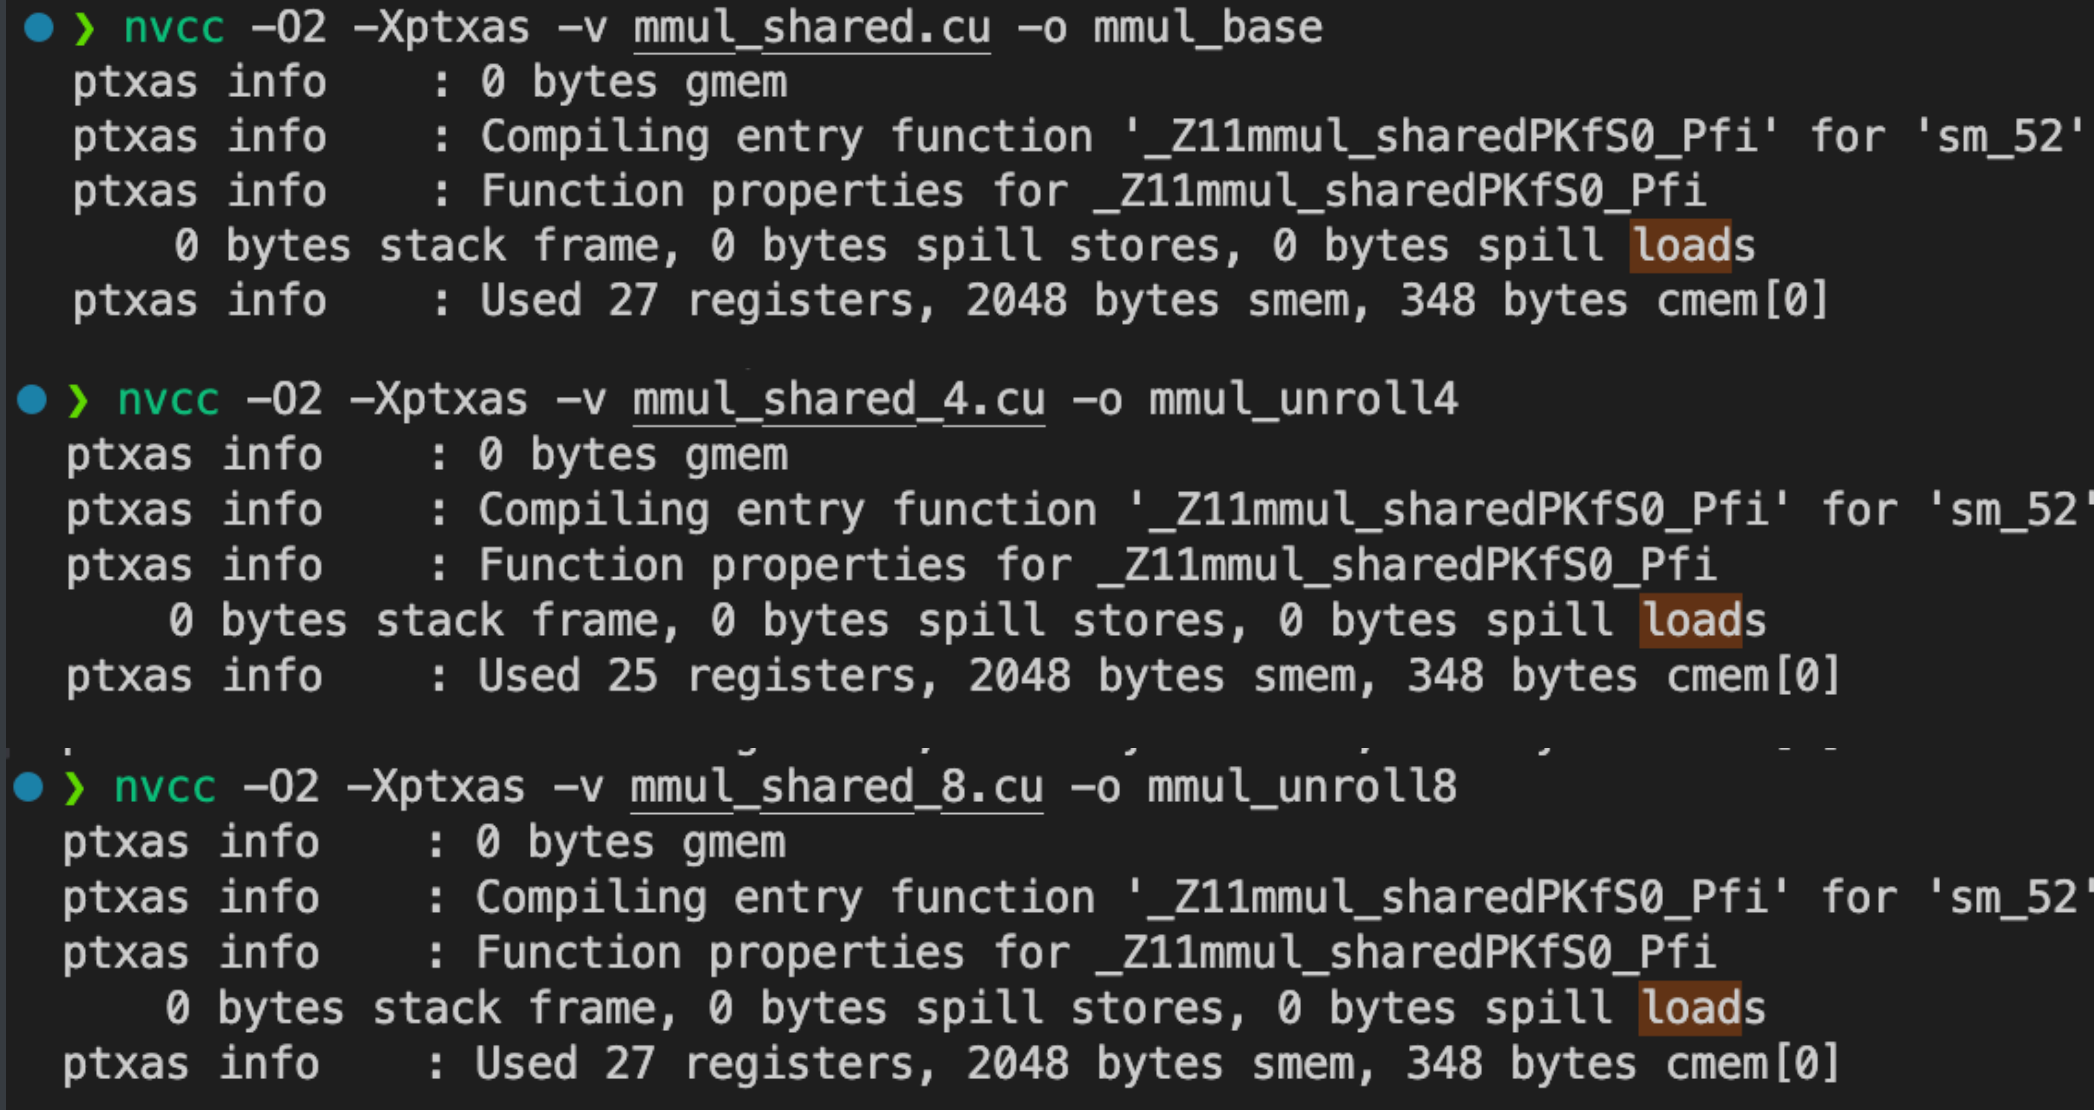 ❯ nvcc -O2 -Xptxas -v mmul_shared.cu -o mmul_base
ptxas info    : 0 bytes gmem
ptxas info    : Compiling entry function '_Z11mmul_sharedPKfS0_Pfi' for 'sm_52'
ptxas info    : Function properties for _Z11mmul_sharedPKfS0_Pfi
    0 bytes stack frame, 0 bytes spill stores, 0 bytes spill loads
ptxas info    : Used 27 registers, 2048 bytes smem, 348 bytes cmem[0]
❯ nvcc -O2 -Xptxas -v mmul_shared_4.cu -o mmul_unroll4
ptxas info    : 0 bytes gmem
ptxas info    : Compiling entry function '_Z11mmul_sharedPKfS0_Pfi' for 'sm_52'
ptxas info    : Function properties for _Z11mmul_sharedPKfS0_Pfi
    0 bytes stack frame, 0 bytes spill stores, 0 bytes spill loads
ptxas info    : Used 25 registers, 2048 bytes smem, 348 bytes cmem[0]
❯ nvcc -O2 -Xptxas -v mmul_shared_8.cu -o mmul_unroll8
ptxas info    : 0 bytes gmem
ptxas info    : Compiling entry function '_Z11mmul_sharedPKfS0_Pfi' for 'sm_52'
ptxas info    : Function properties for _Z11mmul_sharedPKfS0_Pfi
    0 bytes stack frame, 0 bytes spill stores, 0 bytes spill loads
ptxas info    : Used 27 registers, 2048 bytes smem, 348 bytes cmem[0]